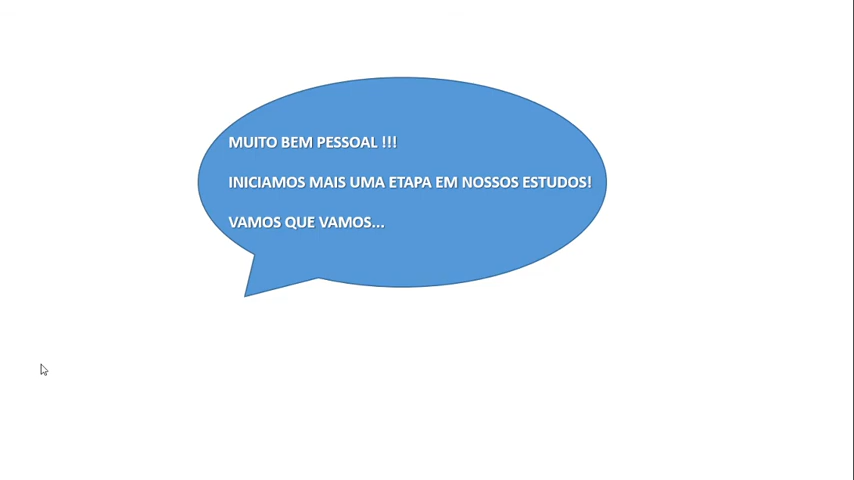 MUITO BEM PESSOAL !!!
INICIAMOS MAIS UMA ETAPA EM NOSSOS ESTUDOS!
VAMOS QUE VAMOS...